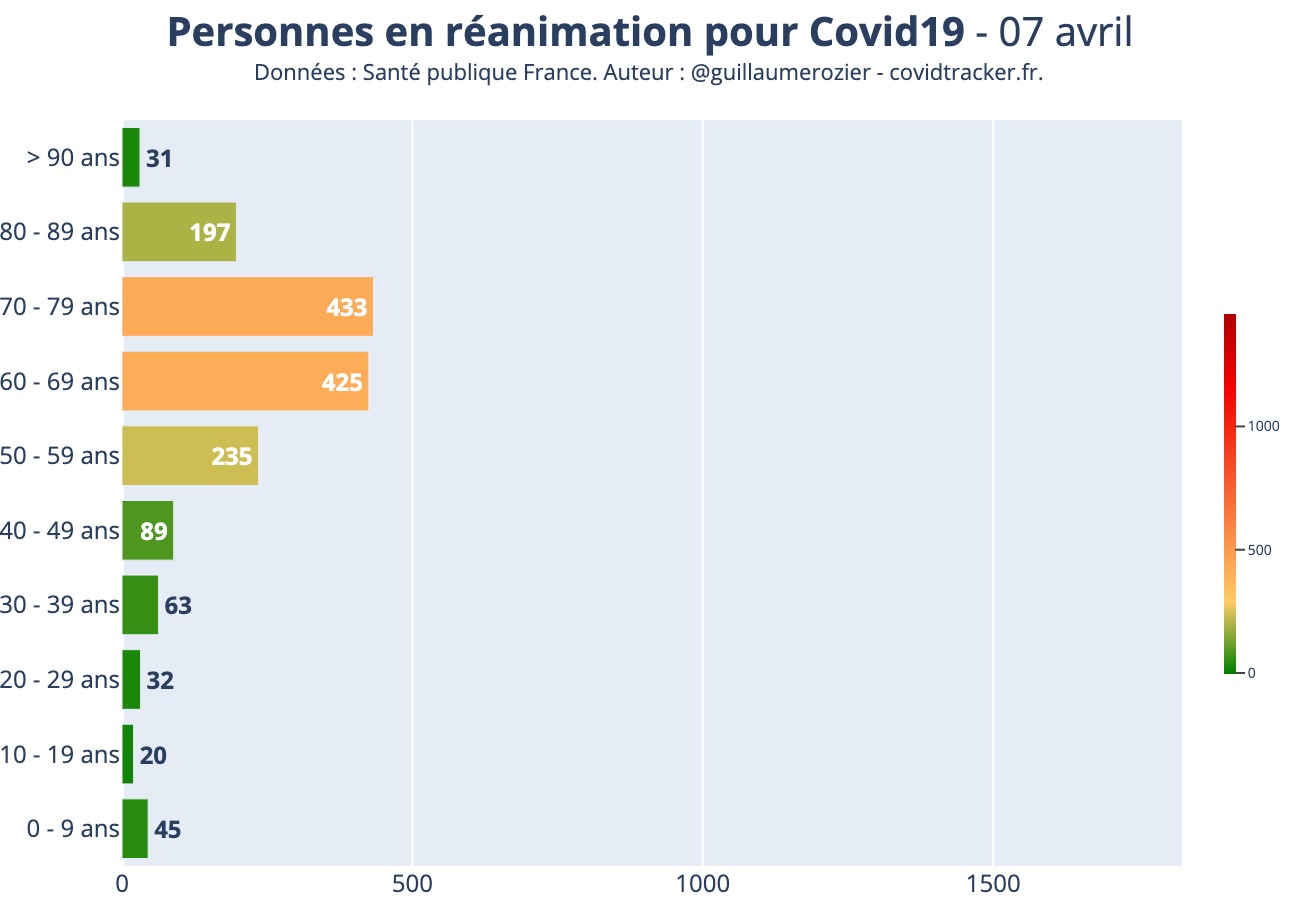 Personnes en réanimation pour Covid19 - 07 avril
Données : Santé publique France. Auteur : @guillaumerozier - covidtracker.fr.
> 90 ans 31
80 - 89 ans 197
70 - 79 ans 433
60 - 69 ans 425
50 - 59 ans 235
40 - 49 ans 89
30 - 39 ans 63
20 - 29 ans 32
10 - 19 ans 20
0 - 9 ans 45
0 500 1000 1500
1000
500
0